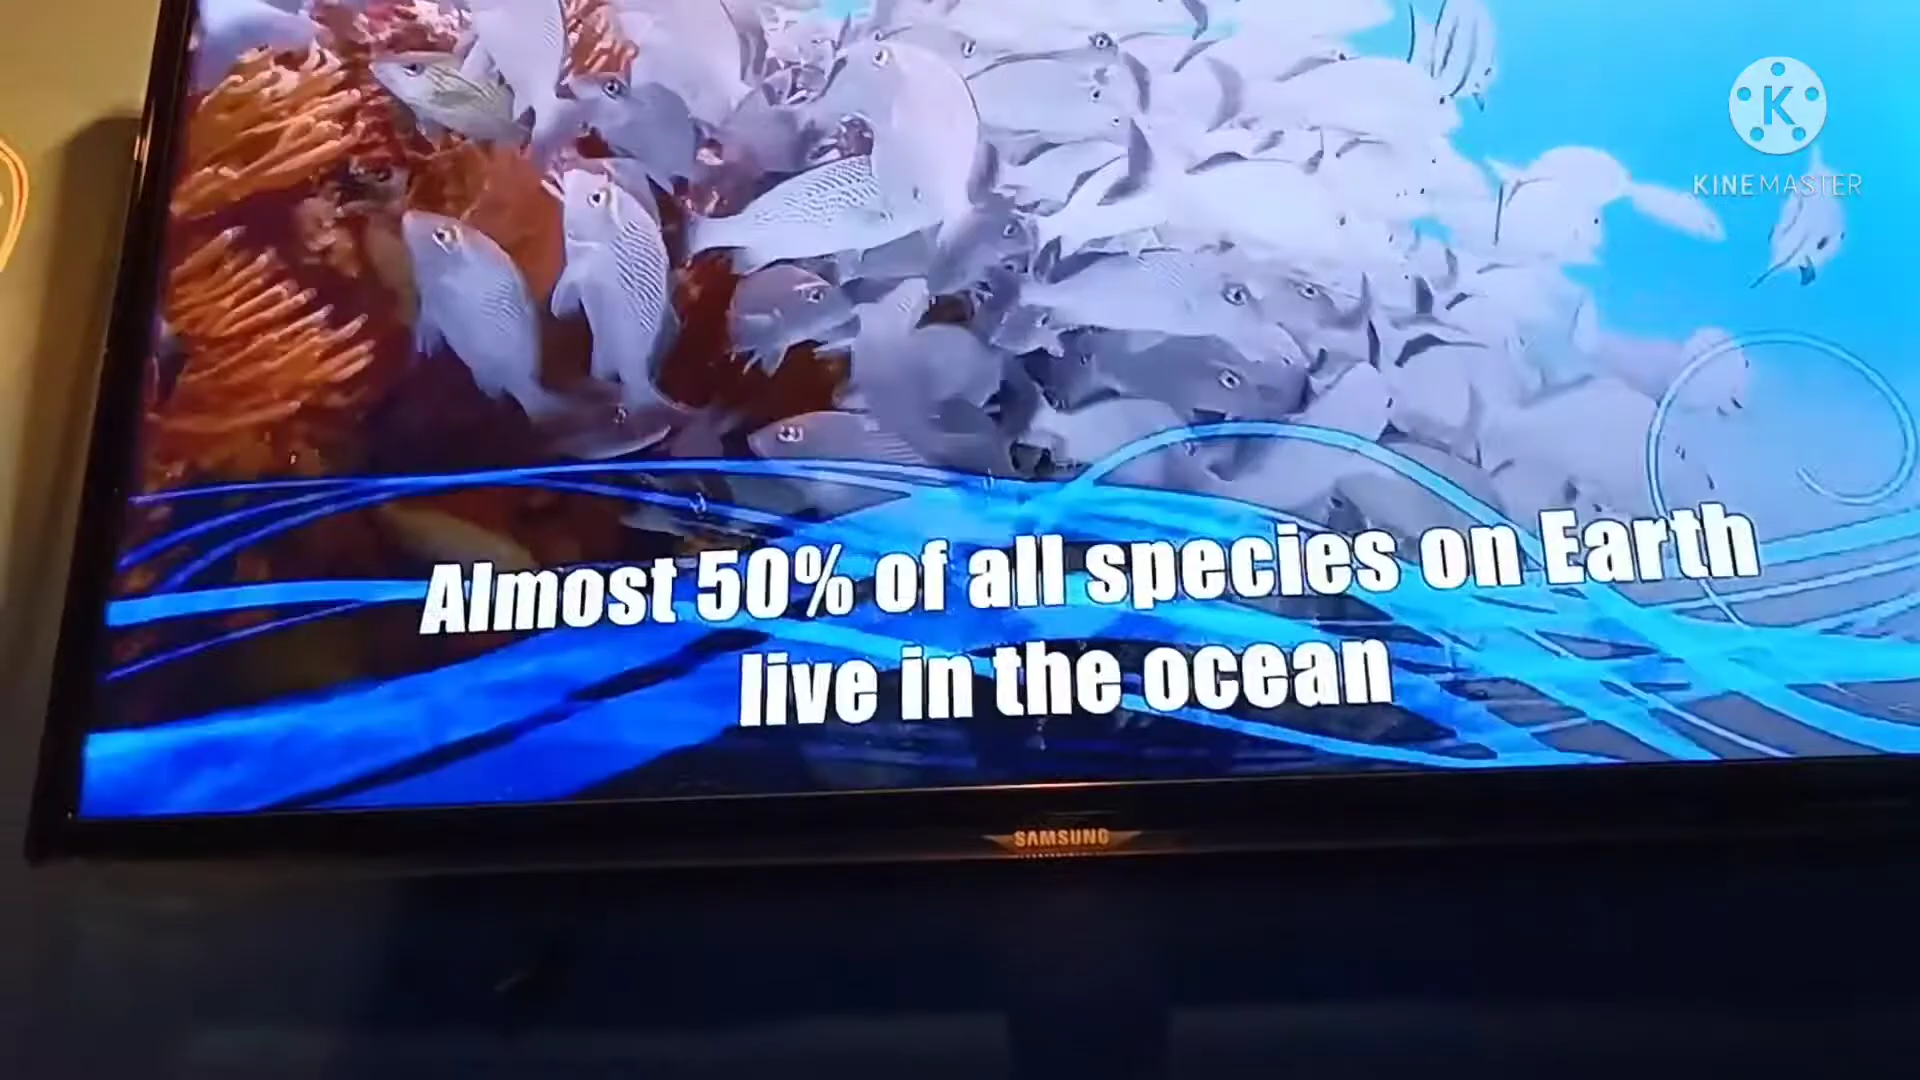 K
KINEMASTER
Almost 50% of all species on Earth
live in the ocean
SAMSUNG